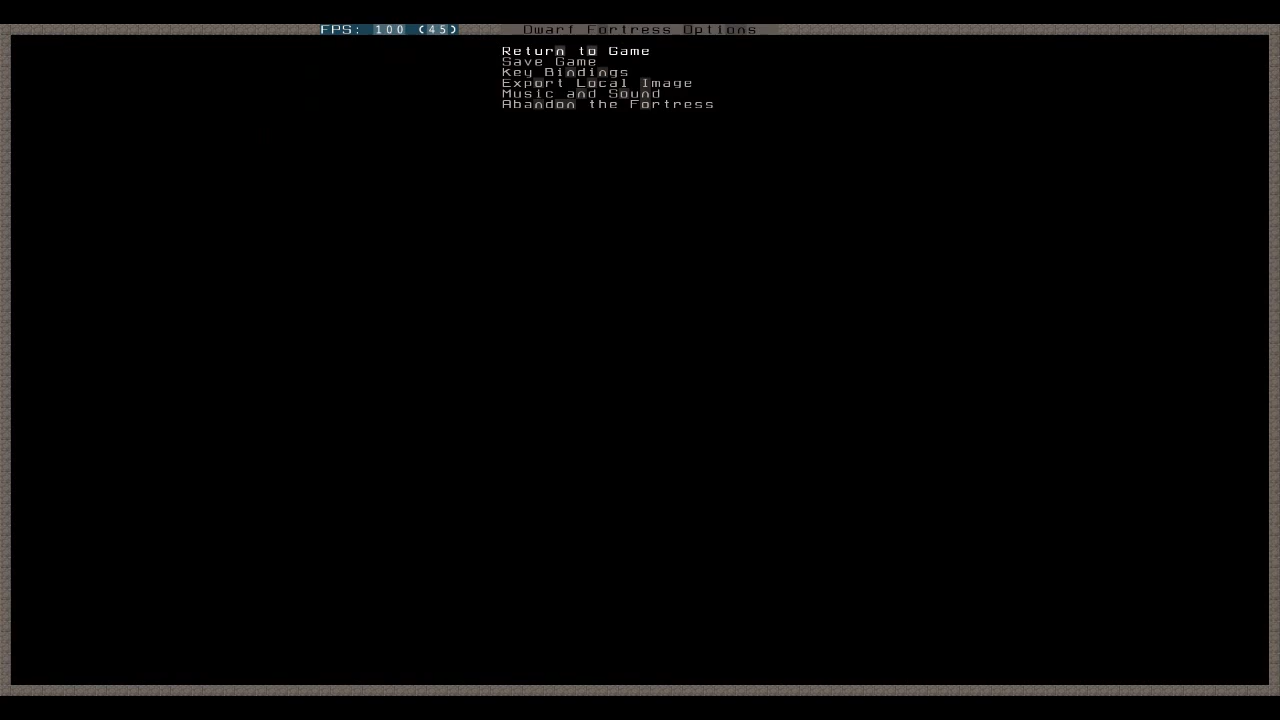 FPS: 100 (45) Dwarf Fortress Options
Return to Game
Save Game
Key Bindings
Export Local Image
Music and Sound
Abandon the Fortress